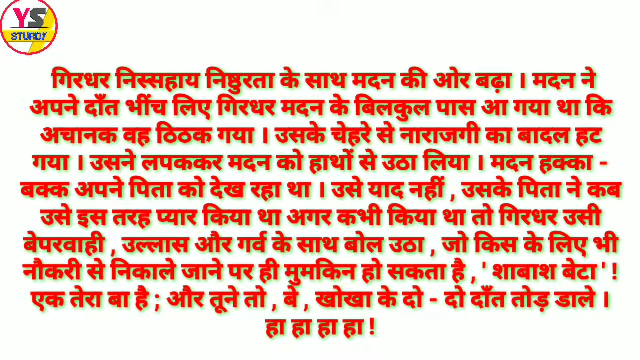 YS
STURDY
गिरधर निस्सहाय निष्ठुरता के साथ मदन की ओर बढ़ा । मदन ने
अपने दाँत भींच लिए गिरधर मदन के बिलकुल पास आ गया था कि
अचानक वह ठिठक गया । उसके चेहरे से नाराजगी का बादल हट
गया । उसने लपककर मदन को हाथों से उठा लिया । मदन हक्का -
बक्क अपने पिता को देख रहा था । उसे याद नहीं , उसके पिता ने कब
उसे इस तरह प्यार किया था अगर कभी किया था तो गिरधर उसी
बेपरवाही , उल्लास और गर्व के साथ बोल उठा , जो किस के लिए भी
नौकरी से निकाले जाने पर ही मुमकिन हो सकता है , ' शाबाश बेटा ' !
एक तेरा बा है ; और तूने तो , बे , खोखा के दो - दो दाँत तोड़ डाले ।
हा हा हा हा !